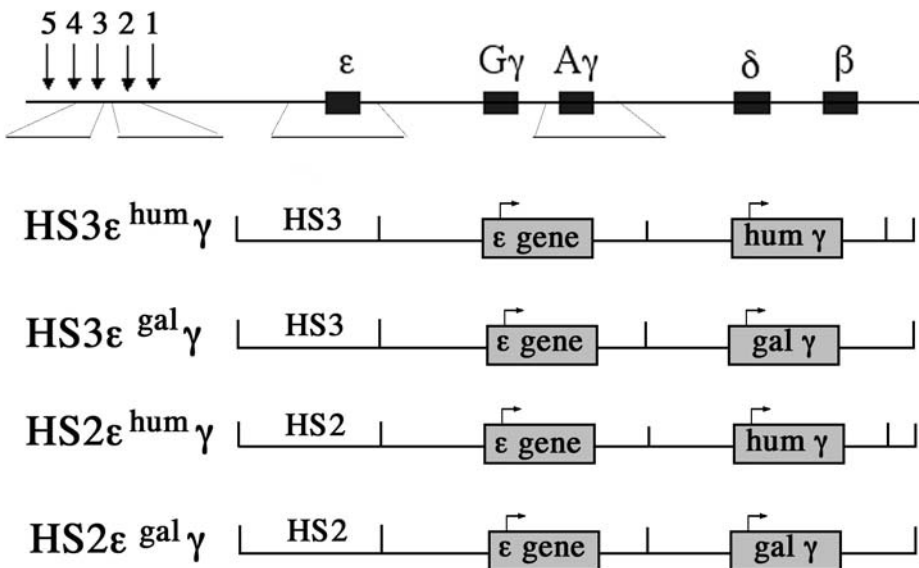 5 4 3 2 1
ε Gγ Aγ δ β
HS3ε hum γ HS3 ε gene hum γ
HS3ε gal γ HS3 ε gene gal γ
HS2ε hum γ HS2 ε gene hum γ
HS2ε gal γ HS2 ε gene gal γ